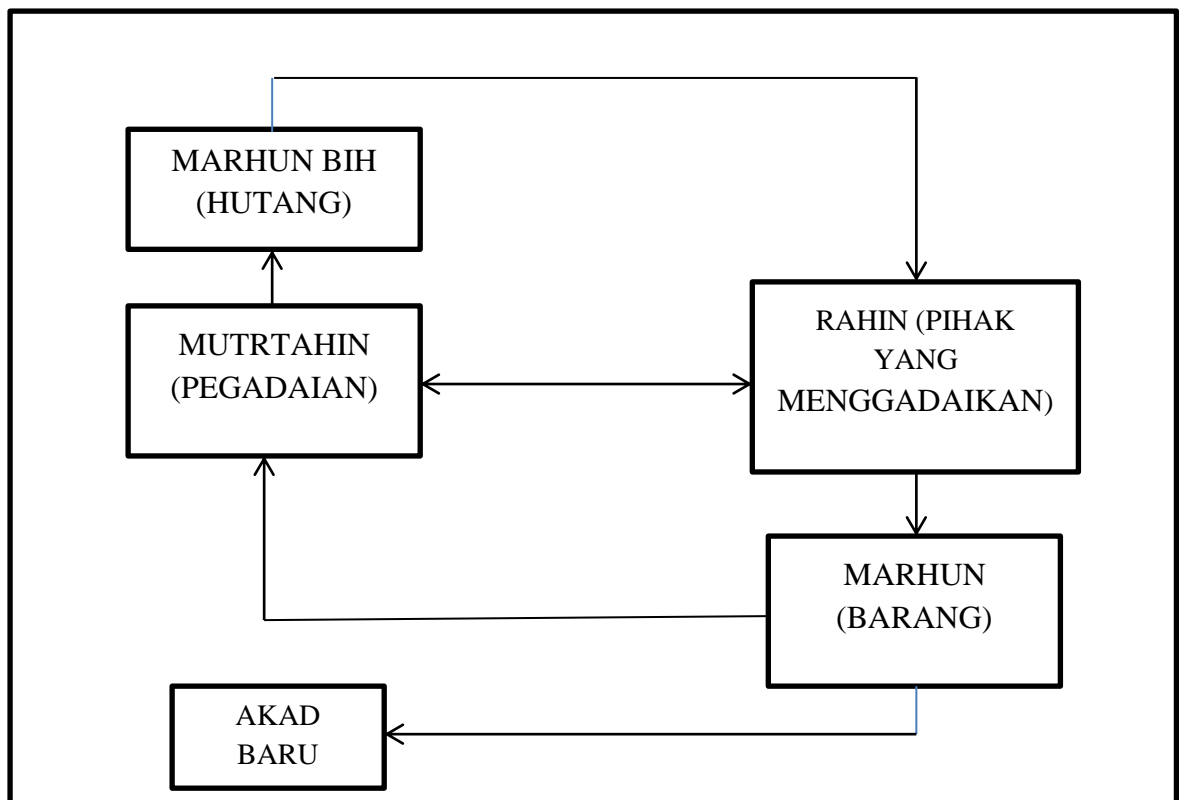 MARHUN BIH
(HUTANG)
MUTRTAHIN
(PEGADAIAN)
RAHIN (PIHAK
YANG
MENGGADAIKAN)
MARHUN
(BARANG)
AKAD
BARU